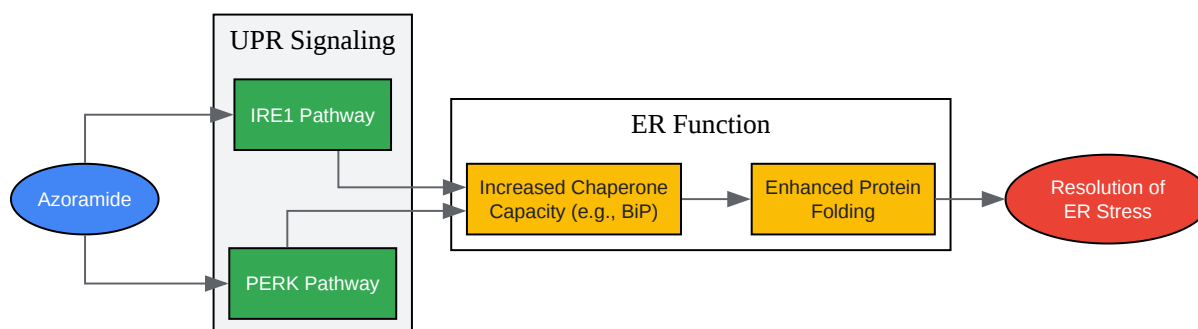 UPR Signaling
IRE1 Pathway
ER Function
Azoramide
Increased Chaperone
Capacity (e.g., BiP)
Enhanced Protein
Folding
Resolution of
ER Stress
PERK Pathway